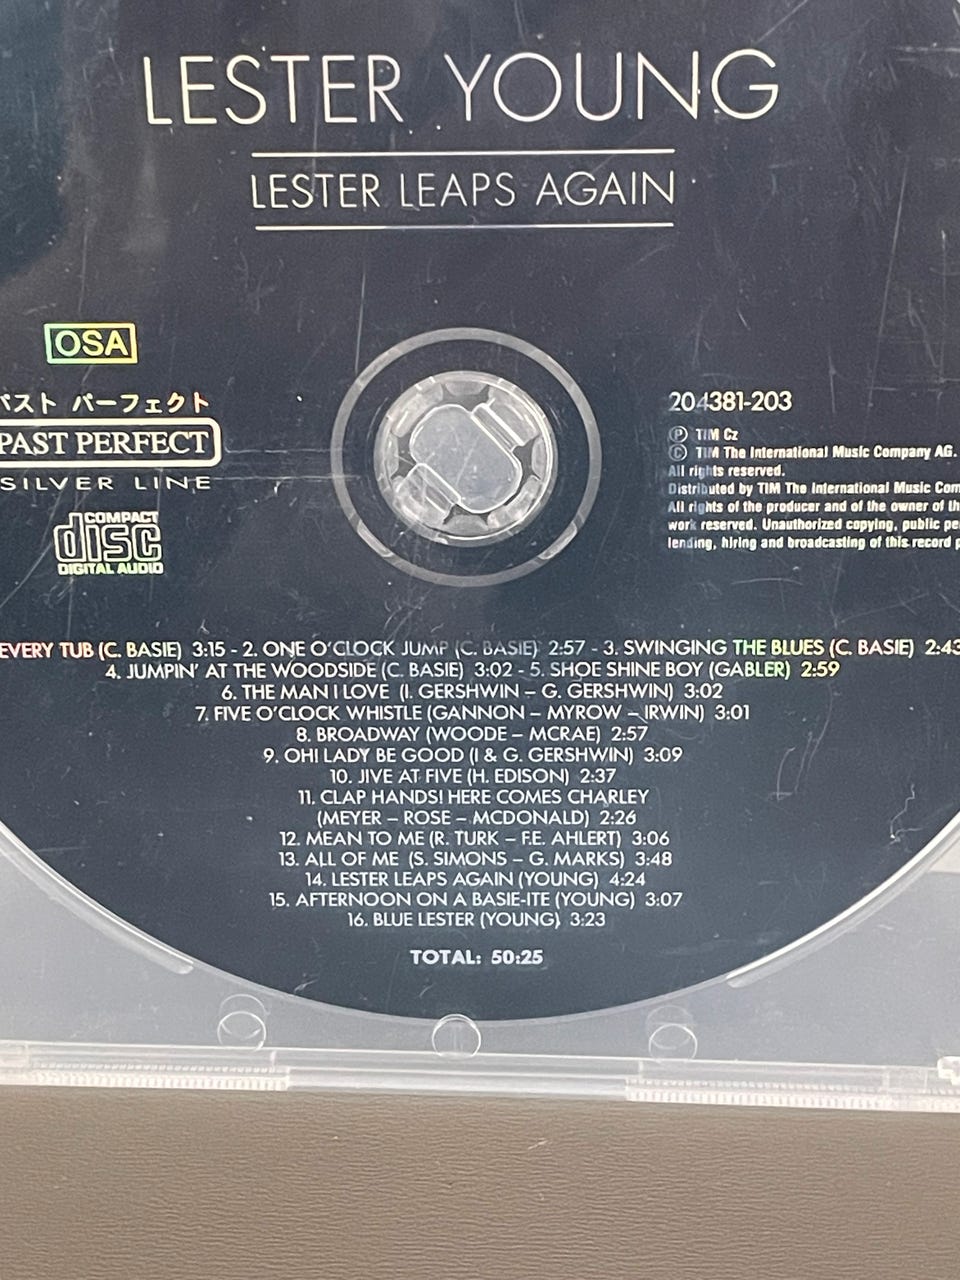 LESTER YOUNG
LESTER LEAPS AGAIN
OSA
パスト パーフェクト
PAST PERFECT
SILVER LINE
COMPACT
disc
DIGITAL AUDIO
204381-203
Ⓟ TIM Cz
Ⓒ TIM The International Music Company AG.
All rights reserved.
Distributed by TIM The International Music Com
All rights of the producer and of the owner of th
work reserved. Unauthorized copying, public pe
lending, hiring and broadcasting of this record p
EVERY TUB (C. BASIE) 3:15 - 2. ONE O'CLOCK JUMP (C. BASIE) 2:57 - 3. SWINGING THE BLUES (C. BASIE) 2:43
4. JUMPIN' AT THE WOODSIDE (C. BASIE) 3:02 - 5. SHOE SHINE BOY (GABLER) 2:59
6. THE MAN I LOVE (I. GERSHWIN – G. GERSHWIN) 3:02
7. FIVE O'CLOCK WHISTLE (GANNON – MYROW – IRWIN) 3:01
8. BROADWAY (WOODE – MCRAE) 2:57
9. OH! LADY BE GOOD (I & G. GERSHWIN) 3:09
10. JIVE AT FIVE (H. EDISON) 2:37
11. CLAP HANDS! HERE COMES CHARLEY
(MEYER – ROSE – MCDONALD) 2:26
12. MEAN TO ME (R. TURK – F.E. AHLERT) 3:06
13. ALL OF ME (S. SIMONS – G. MARKS) 3:48
14. LESTER LEAPS AGAIN (YOUNG) 4:24
15. AFTERNOON ON A BASIE-ITE (YOUNG) 3:07
16. BLUE LESTER (YOUNG) 3:23
TOTAL: 50:25